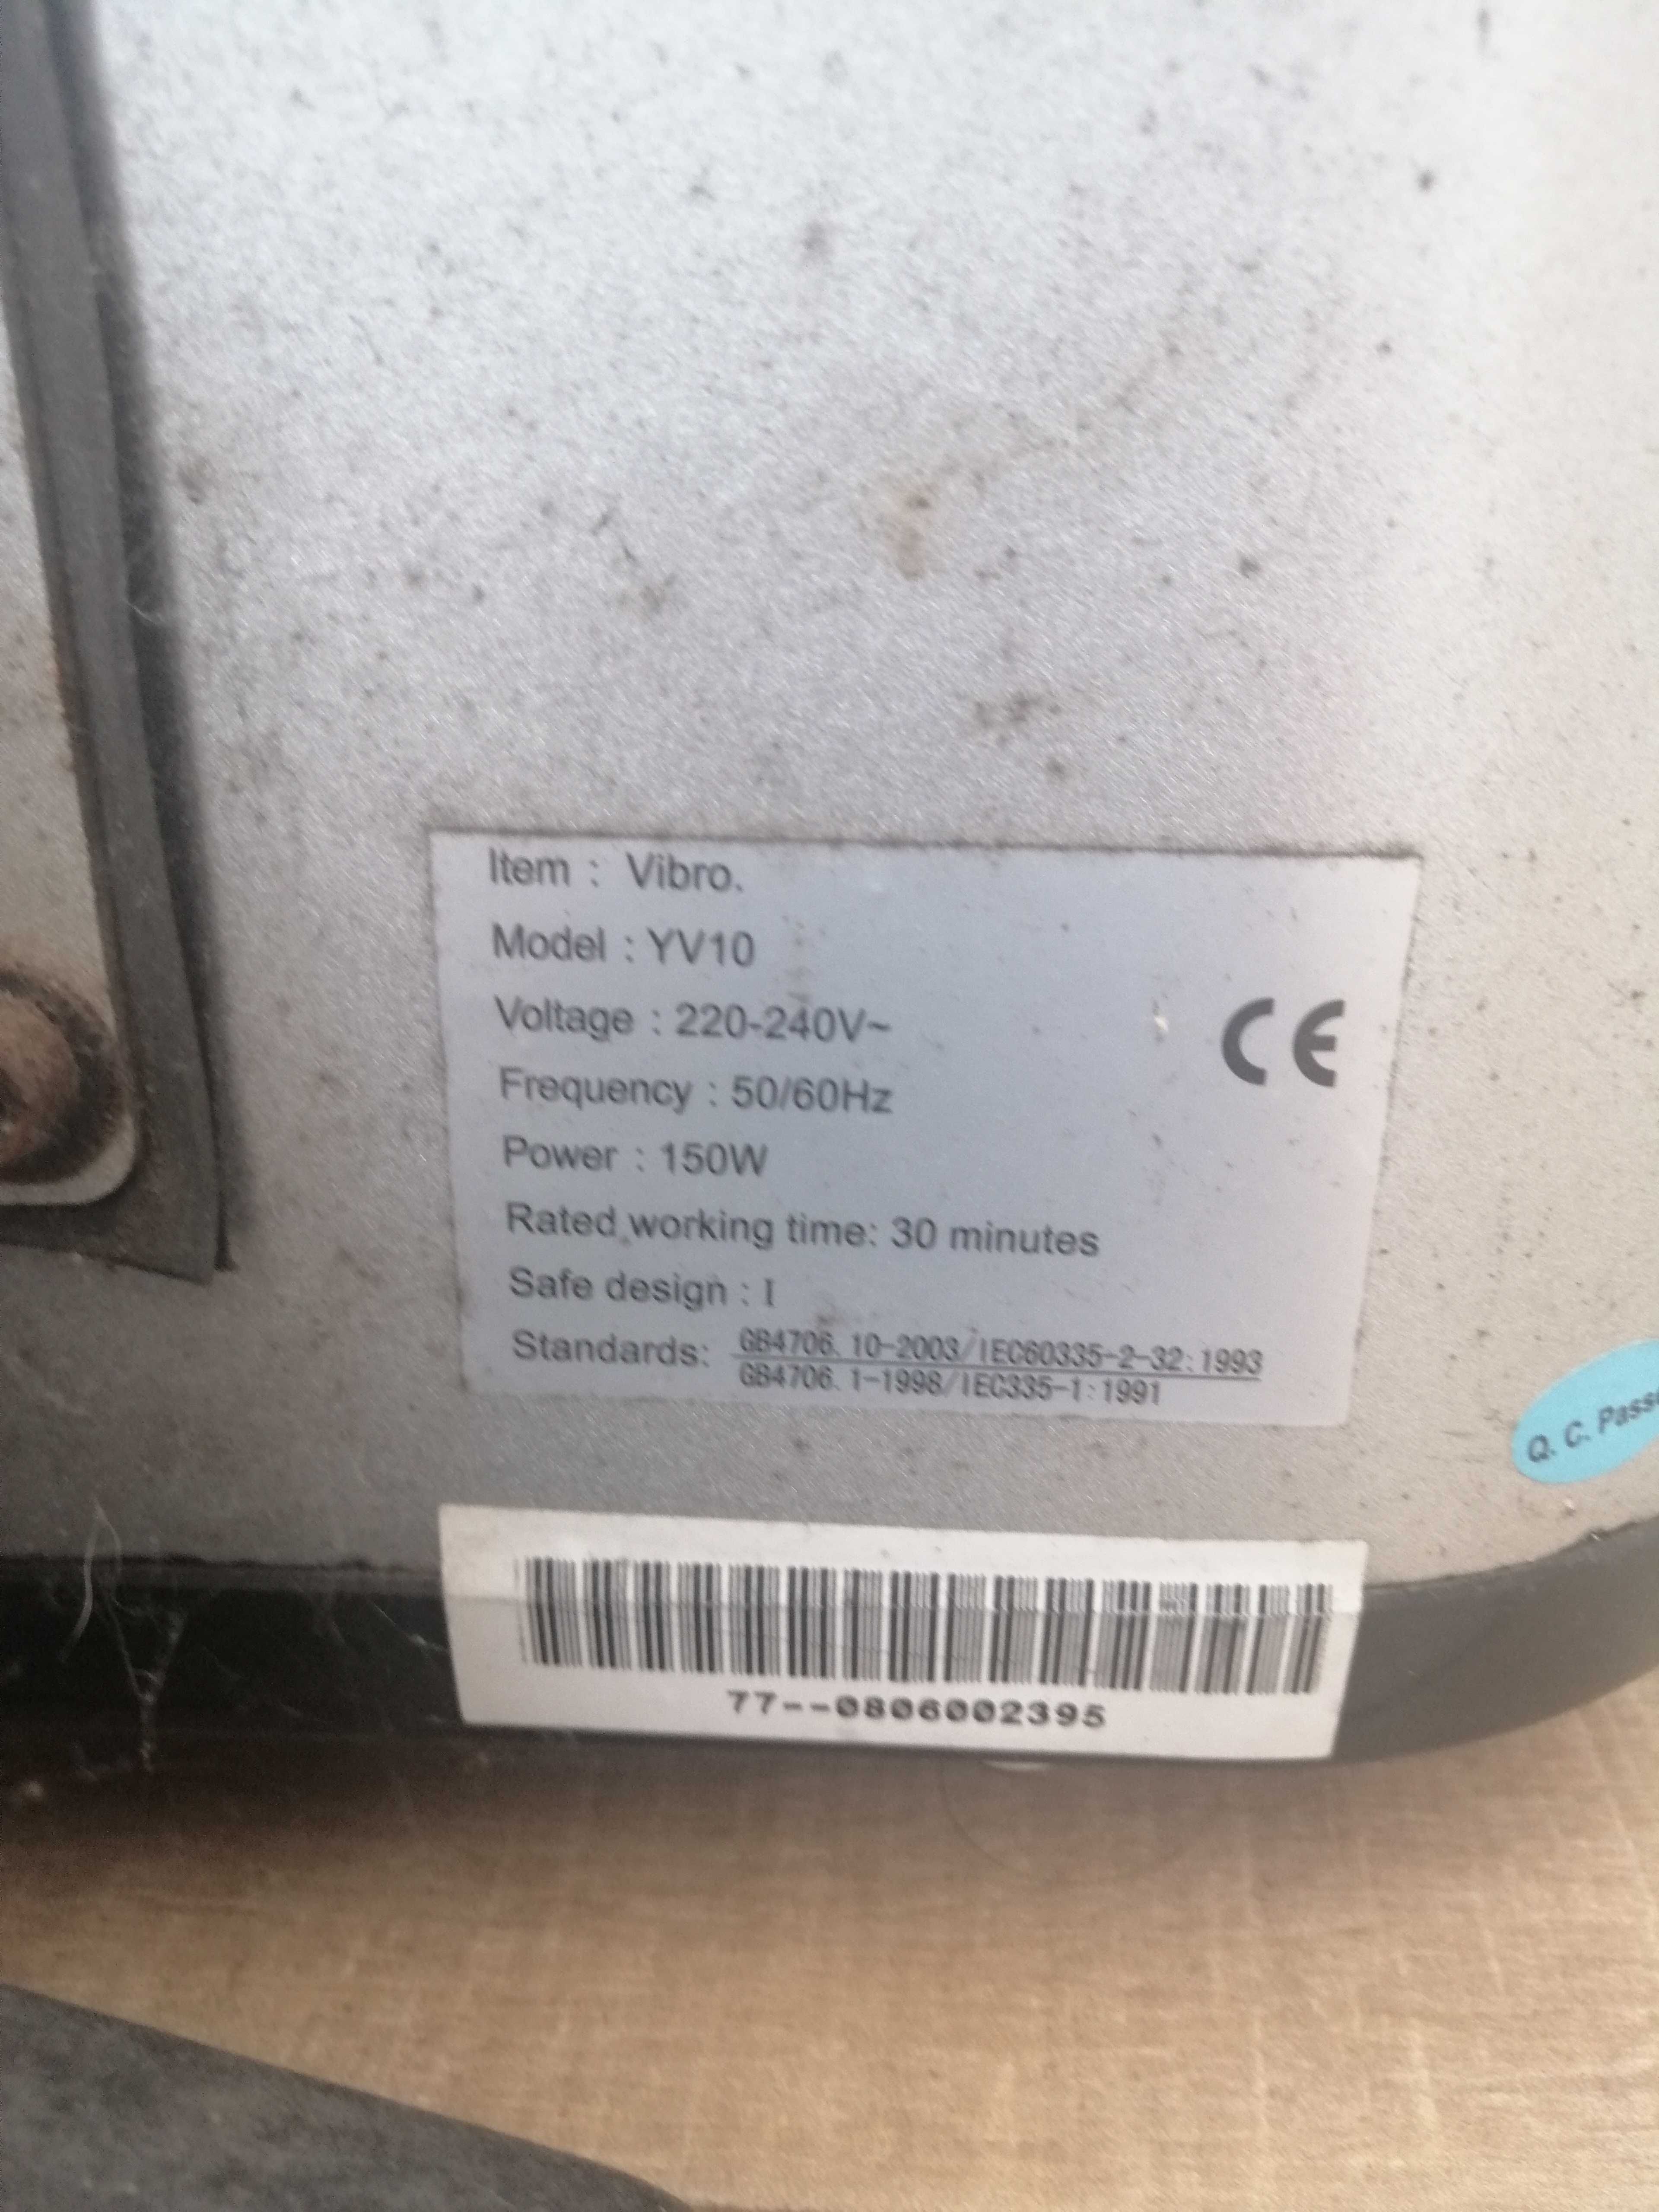 Item : Vibro.
Model : YV10
Voltage : 220-240V~
CE
Frequency : 50/60Hz
Power : 150W
Rated working time: 30 minutes
Safe design : I
Standards: GB4706.10-2003/IEC60335-2-32:1993
GB4706.1-1998/IEC335-1:1991
Q.C. Passe
77--0806002395